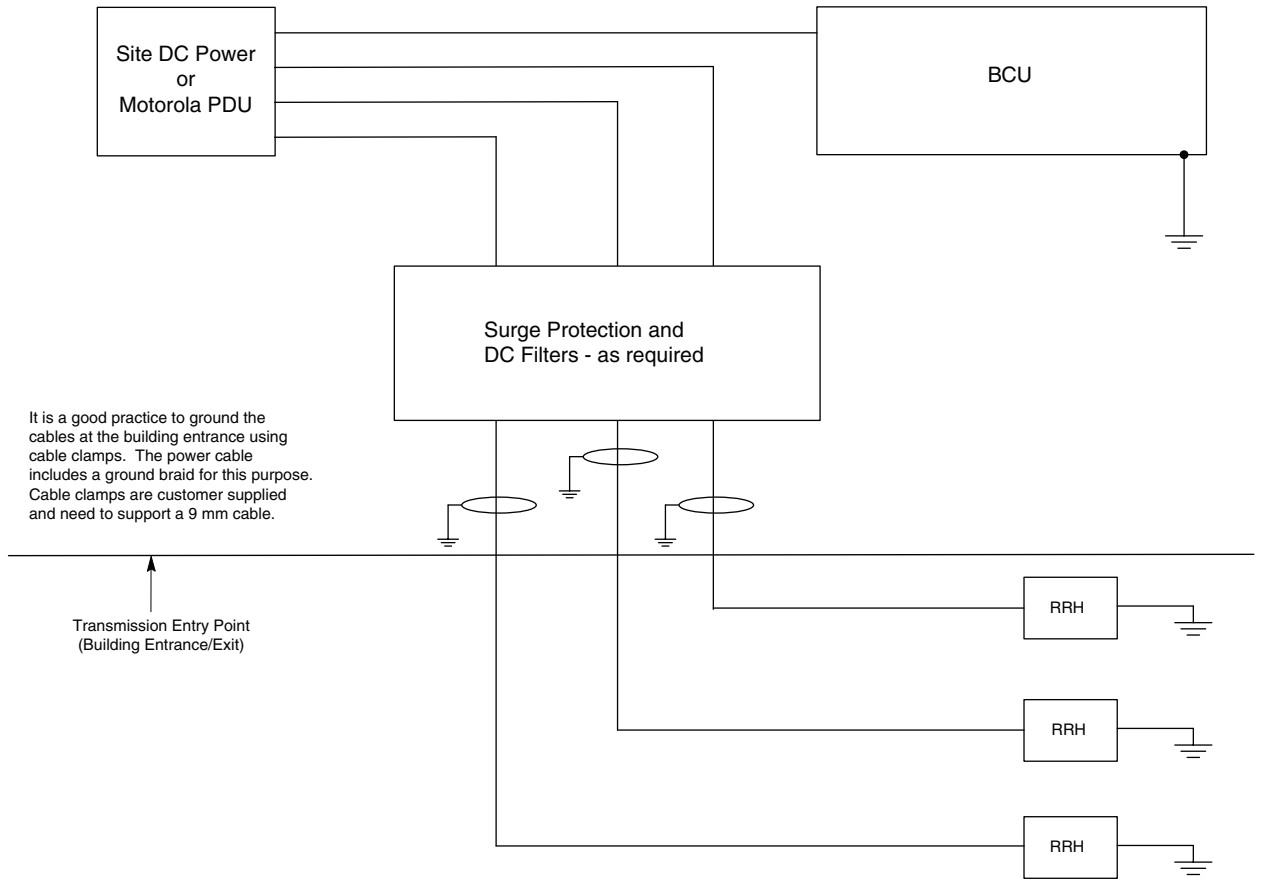 Site DC Power
or
Motorola PDU
BCU
Surge Protection and
DC Filters - as required
It is a good practice to ground the
cables at the building entrance using
cable clamps.  The power cable
includes a ground braid for this purpose.
Cable clamps are customer supplied
and need to support a 9 mm cable.
Transmission Entry Point
(Building Entrance/Exit)
RRH
RRH
RRH